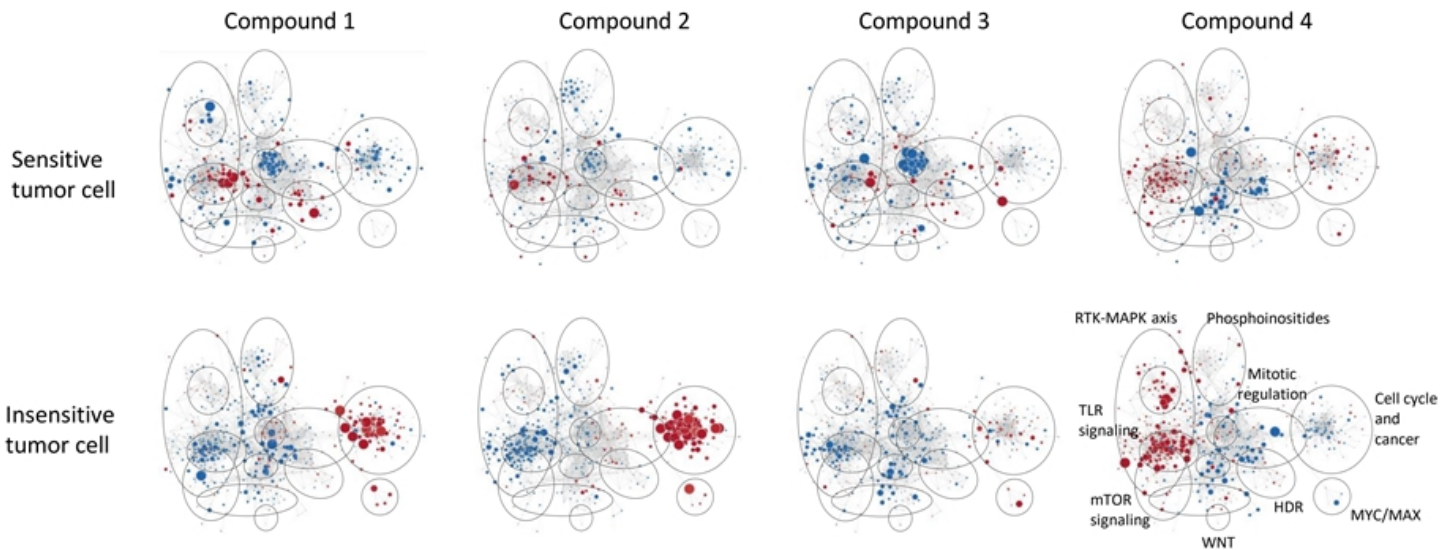 Compound 1
Compound 2
Compound 3
Compound 4
Sensitive
tumor cell
Insensitive
tumor cell
RTK-MAPK axis
Phosphoinositides
Mitotic
regulation
TLR
signaling
Cell cycle
and
cancer
mTOR
signaling
HDR
MYC/MAX
WNT